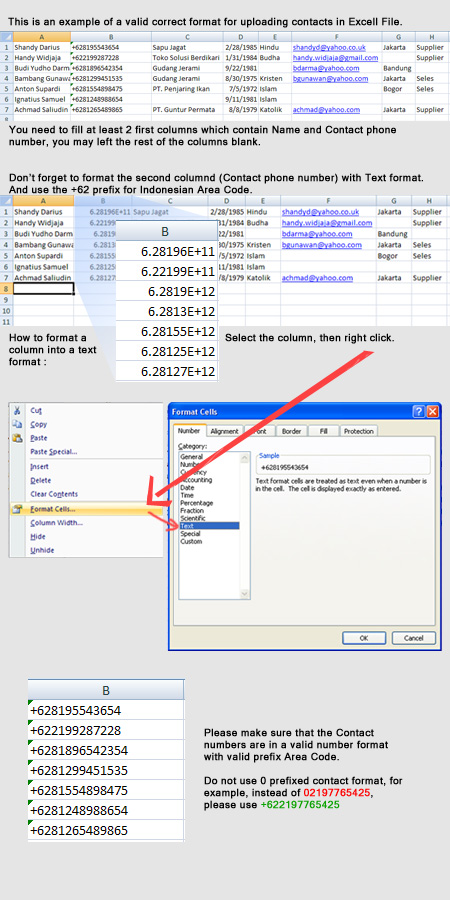 This is an example of a valid correct format for uploading contacts in Excell File.
A B C D E F G H
1 Shandy Darius +628195543654 Sapu Jagat 2/28/1985 Hindu shandyd@yahoo.co.uk Jakarta Supplier
2 Handy Widjaja +622199287228 Toko Solusi Berdikari 1/31/1984 Budha handy.widjaja@gmail.com Supplier
3 Budi Yudho Darm +6281896542354 Gudang Jerami 9/22/1981 bdarma@yahoo.com Bandung
4 Bambang Gunawa +6281299451535 Gudang Jerami 8/30/1975 Kristen bgunawan@yahoo.com Jakarta Seles
5 Anton Supardi +6281554898475 PT. Penjaring Ikan 7/5/1972 Islam Bogor Seles
6 Ignatius Samuel +6281248988654 9/11/1981 Islam
7 Achmad Saliudin +6281265489865 PT. Guntur Permata 8/8/1979 Katolik achmad@yahoo.com Jakarta Supplier
You need to fill at least 2 first columns which contain Name and Contact phone
number, you may left the rest of the columns blank.
Don't forget to format the second columnd (Contact phone number) with Text format.
And use the +62 prefix for Indonesian Area Code.
A B C D E F G H
1 Shandy Darius 6.28196E+11 Sapu Jagat 2/28/1985 Hindu shandyd@yahoo.co.uk Jakarta Supplier
2 Handy Widjaja 6.22199 /31/1984 Budha handy.widjaja@gmail.com Supplier
3 Budi Yudho Darm 6.2819 /22/1981 bdarma@yahoo.com Bandung
4 Bambang Gunawa 6.2813 /30/1975 Kristen bgunawan@yahoo.com Jakarta Seles
5 Anton Supardi 6.28155 /5/1972 Islam Bogor Seles
6 Ignatius Samuel 6.28125 /11/1981 Islam
7 Achmad Saliudin 6.28127 /8/1979 Katolik achmad@yahoo.com Jakarta Supplier
8
9
10
11
B
6.28196E+11
6.22199E+11
6.2819E+12
6.2813E+12
6.28155E+12
6.28125E+12
6.28127E+12
How to format a
column into a text
format :
Select the column, then right click.
Cut
Copy
Paste
Paste Special...
Insert
Delete
Clear Contents
Format Cells...
Column Width...
Hide
Unhide
Format Cells
Number Alignment Font Border Fill Protection
Category:
General
Number
Currency
Accounting
Date
Time
Percentage
Fraction
Scientific
Text
Special
Custom
Sample
+628195543654
Text format cells are treated as text even when a number is
in the cell. The cell is displayed exactly as entered.
OK Cancel
B
+628195543654
+622199287228
+6281896542354
+6281299451535
+6281554898475
+6281248988654
+6281265489865
Please make sure that the Contact
numbers are in a valid number format
with valid prefix Area Code.
Do not use 0 prefixed contact format, for
example, instead of 02197765425,
please use +622197765425